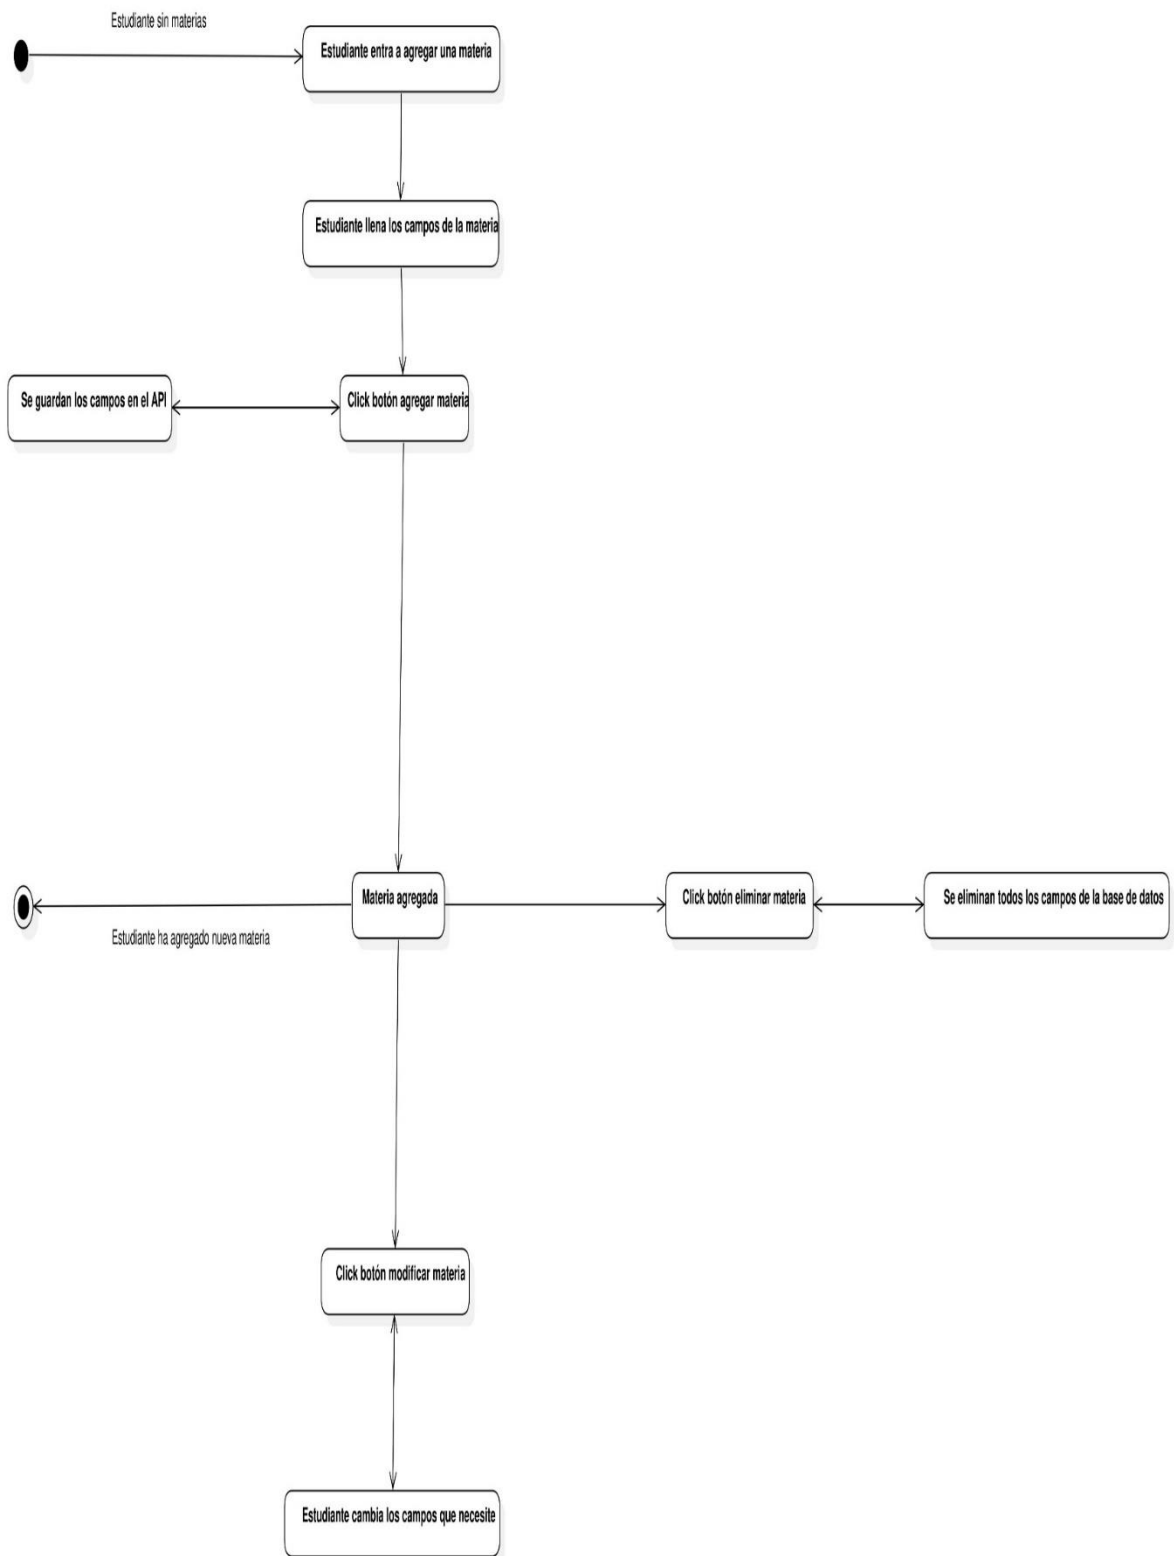 Estudiante sin materias
Estudiante entra a agregar una materia
Estudiante llena los campos de la materia
Se guardan los campos en el API
Click botón agregar materia
Materia agregada
Click botón eliminar materia
Se eliminan todos los campos de la base de datos
Estudiante ha agregado nueva materia
Click botón modificar materia
Estudiante cambia los campos que necesite